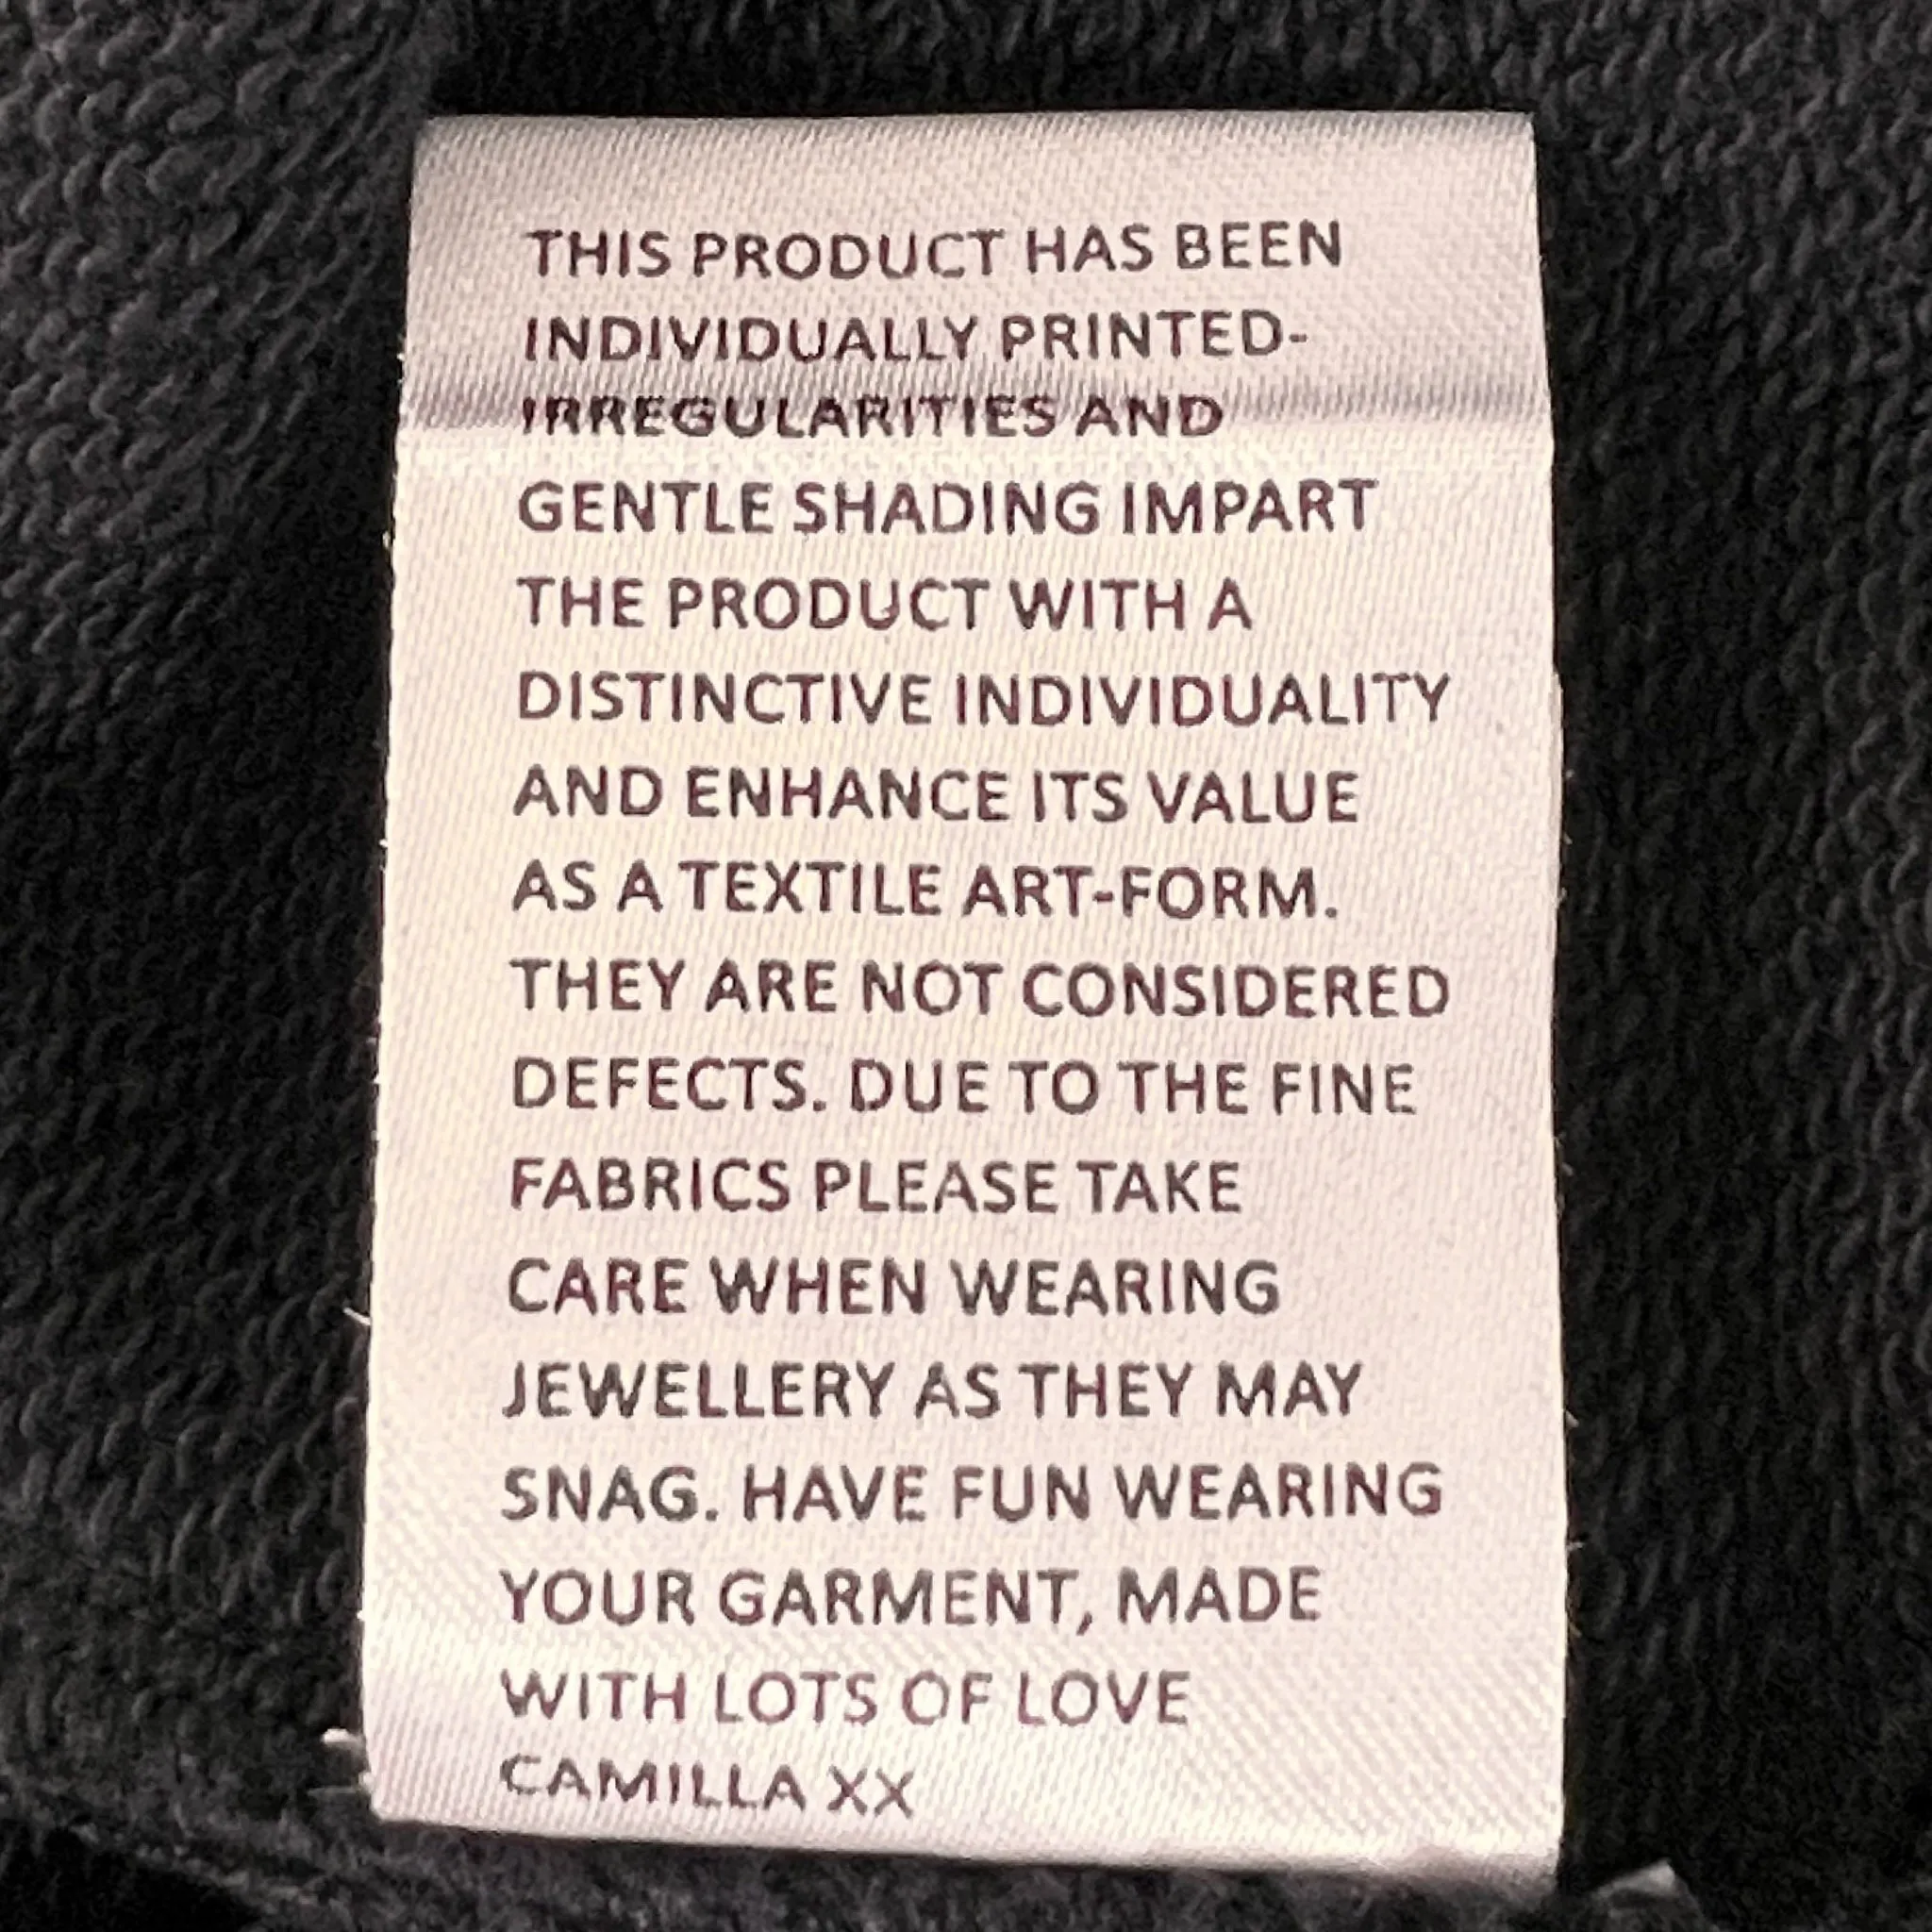 THIS PRODUCT HAS BEEN
INDIVIDUALLY PRINTED-
IRREGULARITIES AND
GENTLE SHADING IMPART
THE PRODUCT WITH A
DISTINCTIVE INDIVIDUALITY
AND ENHANCE ITS VALUE
AS A TEXTILE ART-FORM.
THEY ARE NOT CONSIDERED
DEFECTS. DUE TO THE FINE
FABRICS PLEASE TAKE
CARE WHEN WEARING
JEWELLERY AS THEY MAY
SNAG. HAVE FUN WEARING
YOUR GARMENT, MADE
WITH LOTS OF LOVE
CAMILLA XX